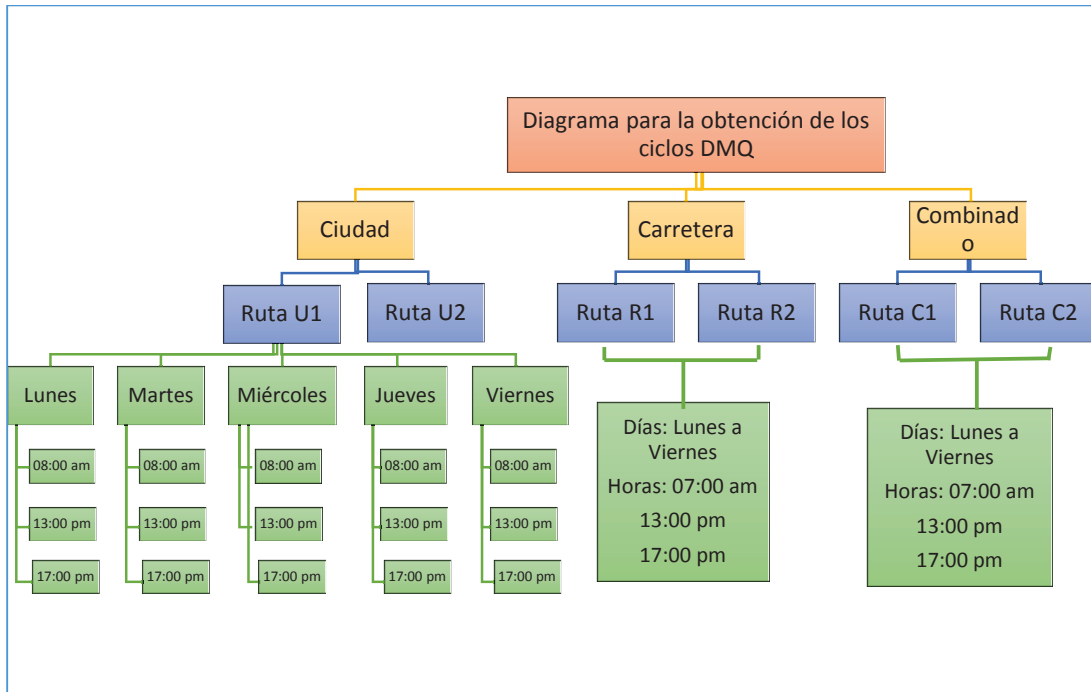 Diagrama para la obtención de los
ciclos DMQ
Ciudad
Carretera
Combinad
o
Ruta U1
Ruta U2
Ruta R1
Ruta R2
Ruta C1
Ruta C2
Lunes
Martes
Miércoles
Jueves
Viernes
08:00 am
08:00 am
08:00 am
08:00 am
08:00 am
13:00 pm
13:00 pm
13:00 pm
13:00 pm
13:00 pm
17:00 pm
17:00 pm
17:00 pm
17:00 pm
17:00 pm
Días: Lunes a
Viernes
Horas: 07:00 am
13:00 pm
17:00 pm
Días: Lunes a
Viernes
Horas: 07:00 am
13:00 pm
17:00 pm